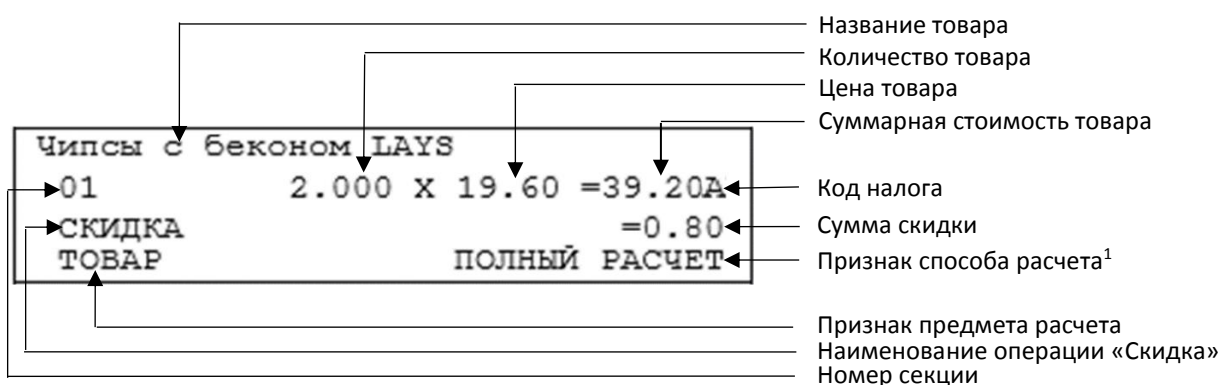 Название товара
Количество товара
Цена товара
Суммарная стоимость товара
Чипсы с беконом LAYS
01 2.000 X 19.60 =39.20А
Код налога
СКИДКА =0.80
Сумма скидки
ТОВАР ПОЛНЫЙ РАСЧЕТ
Признак способа расчета1
Признак предмета расчета
Наименование операции «Скидка»
Номер секции